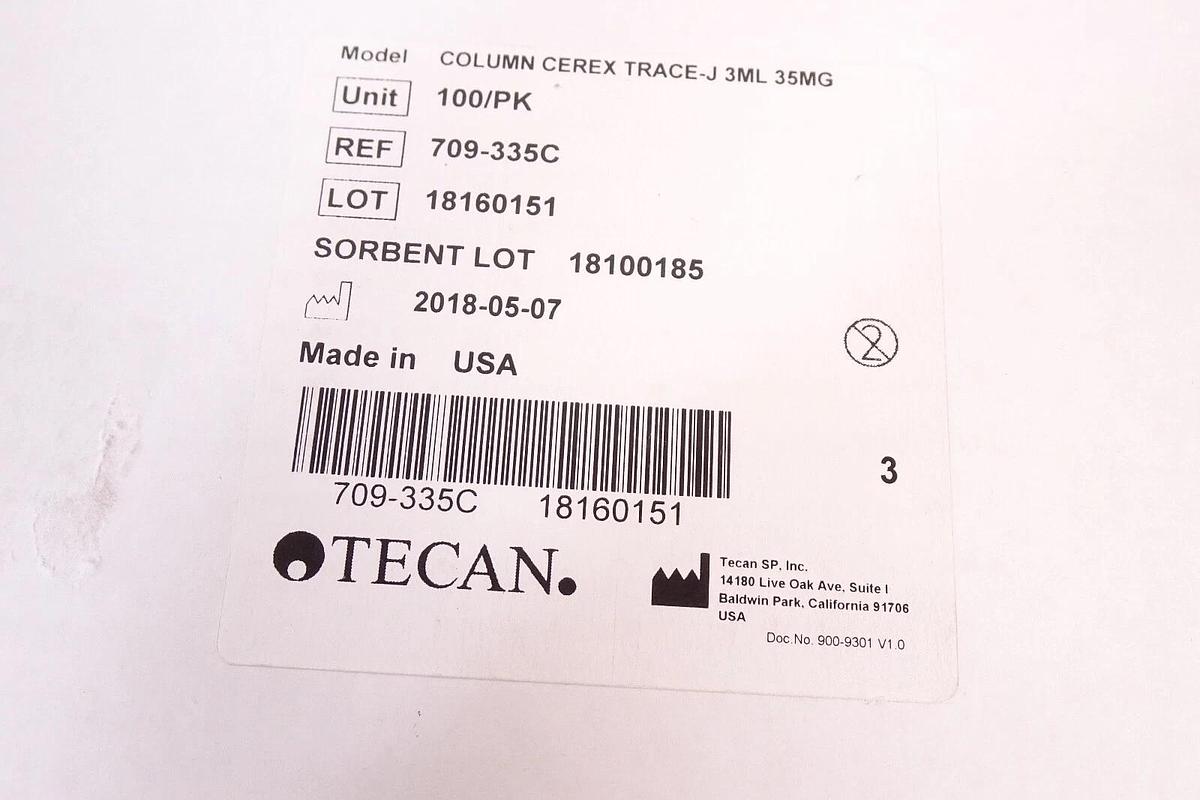 Model COLUMN CEREX TRACE-J 3ML 35MG
Unit 100/PK
REF 709-335C
LOT 18160151
SORBENT LOT 18100185
2018-05-07
2
Made in USA
3
709-335C 18160151
TECAN.
Tecan SP, Inc.
14180 Live Oak Ave, Suite I
Baldwin Park, California 91706
USA
Doc.No. 900-9301 V1.0